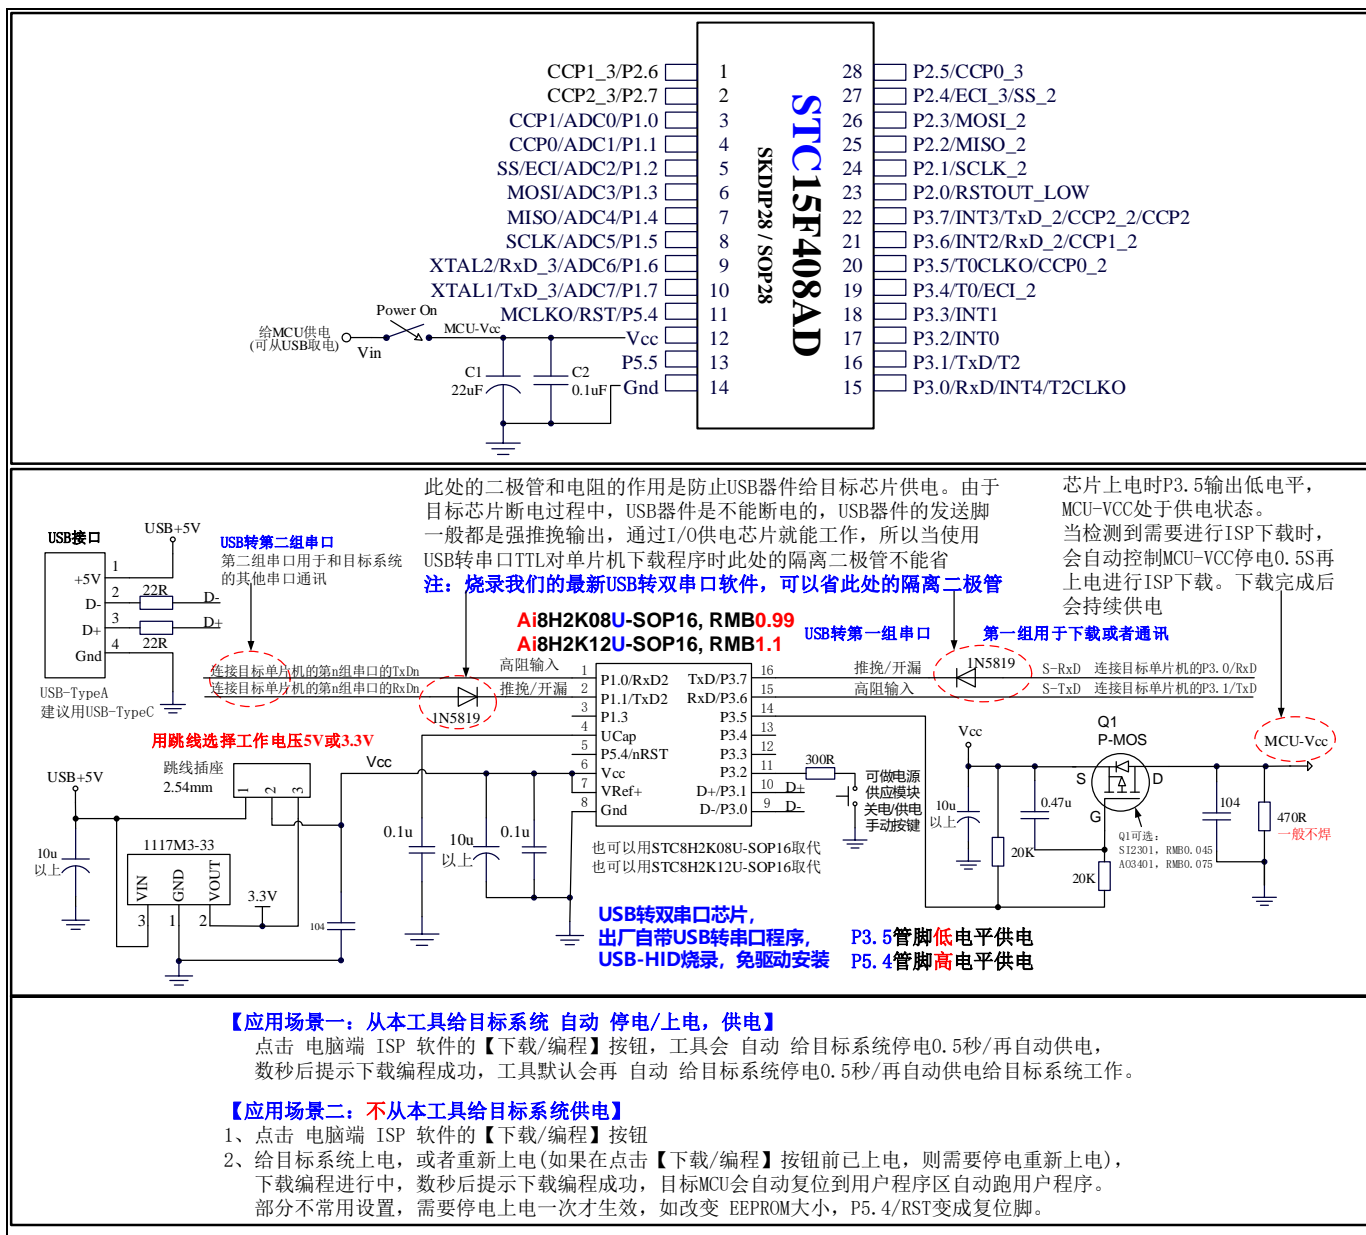 CCP1_3/P2.6 1 28 P2.5/CCP0_3
CCP2_3/P2.7 2 27 P2.4/ECI_3/SS_2
CCP1/ADC0/P1.0 3 26 P2.3/MOSI_2
CCP0/ADC1/P1.1 4 25 P2.2/MISO_2
SS/ECI/ADC2/P1.2 5 24 P2.1/SCLK_2
MOSI/ADC3/P1.3 6 23 P2.0/RSTOUT_LOW
MISO/ADC4/P1.4 7 22 P3.7/INT3/TxD_2/CCP2_2/CCP2
SCLK/ADC5/P1.5 8 21 P3.6/INT2/RxD_2/CCP1_2
XTAL2/RxD_3/ADC6/P1.6 9 20 P3.5/T0CLKO/CCP0_2
XTAL1/TxD_3/ADC7/P1.7 10 19 P3.4/T0/ECI_2
MCLKO/RST/P5.4 11 18 P3.3/INT1
Vcc 12 17 P3.2/INT0
P5.5 13 16 P3.1/TxD/T2
Gnd 14 15 P3.0/RxD/INT4/T2CLKO
STC15F408AD
SKDIP28 / SOP28
Power On
给MCU供电
(可从USB取电)
Vin
MCU-Vcc
C1
22uF
C2
0.1uF
此处的二极管和电阻的作用是防止USB器件给目标芯片供电。由于
目标芯片断电过程中，USB器件是不能断电的，USB器件的发送脚
一般都是强推挽输出，通过I/O供电芯片就能工作，所以当使用
USB转串口TTL对单片机下载程序时此处的隔离二极管不能省
注：烧录我们的最新USB转双串口软件，可以省此处的隔离二极管
芯片上电时P3.5输出低电平，
MCU-VCC处于供电状态。
当检测到需要进行ISP下载时，
会自动控制MCU-VCC停电0.5S再
上电进行ISP下载。下载完成后
会持续供电
USB接口
USB+5V
+5V 1
D- 2 22R D-
D+ 3 22R D+
Gnd 4
USB-TypeA
建议用USB-TypeC
USB转第二组串口
第二组串口用于和目标系统
的其他串口通讯
Ai8H2K08U-SOP16, RMB0.99
Ai8H2K12U-SOP16, RMB1.1
USB转第一组串口
第一组用于下载或者通讯
连接目标单片机的第n组串口的TxDn
连接目标单片机的第n组串口的RxDn
1N5819
高阻输入
推挽/开漏
1 P1.0/RxD2 TxD/P3.7 16
2 P1.1/TxD2 RxD/P3.6 15
3 P1.3 P3.5 14
4 UCap P3.4 13
5 P5.4/nRST P3.3 12
6 Vcc P3.2 11
7 VRef+ D+/P3.1 10 D+
8 Gnd D-/P3.0 9 D-
推挽/开漏
高阻输入
1N5819
S-RxD 连接目标单片机的P3.0/RxD
S-TxD 连接目标单片机的P3.1/TxD
用跳线选择工作电压5V或3.3V
USB+5V
跳线插座
2.54mm
1 2 3
10u
以上
1117M3-33
VIN GND VOUT
3 1 2
3.3V
104
Vcc
0.1u
10u
以上
0.1u
300R
可做电源
供应模块
关电/供电
手动按键
也可以用STC8H2K08U-SOP16取代
也可以用STC8H2K12U-SOP16取代
Vcc
10u
以上
0.47u
20K
20K
Q1
P-MOS
S D
G
Q1可选：
SI2301, RMB0.045
AO3401, RMB0.075
104
470R
一般不焊
MCU-Vcc
USB转双串口芯片，
出厂自带USB转串口程序，
USB-HID烧录，免驱动安装
P3.5管脚低电平供电
P5.4管脚高电平供电
【应用场景一：从本工具给目标系统 自动 停电/上电，供电】
点击 电脑端 ISP 软件的【下载/编程】按钮，工具会 自动 给目标系统停电0.5秒/再自动供电，
数秒后提示下载编程成功，工具默认会再 自动 给目标系统停电0.5秒/再自动供电给目标系统工作。
【应用场景二：不从本工具给目标系统供电】
1、点击 电脑端 ISP 软件的【下载/编程】按钮
2、给目标系统上电，或者重新上电(如果在点击【下载/编程】按钮前已上电，则需要停电重新上电)，
下载编程进行中，数秒后提示下载编程成功，目标MCU会自动复位到用户程序区自动跑用户程序。
部分不常用设置，需要停电上电一次才生效，如改变 EEPROM大小，P5.4/RST变成复位脚。